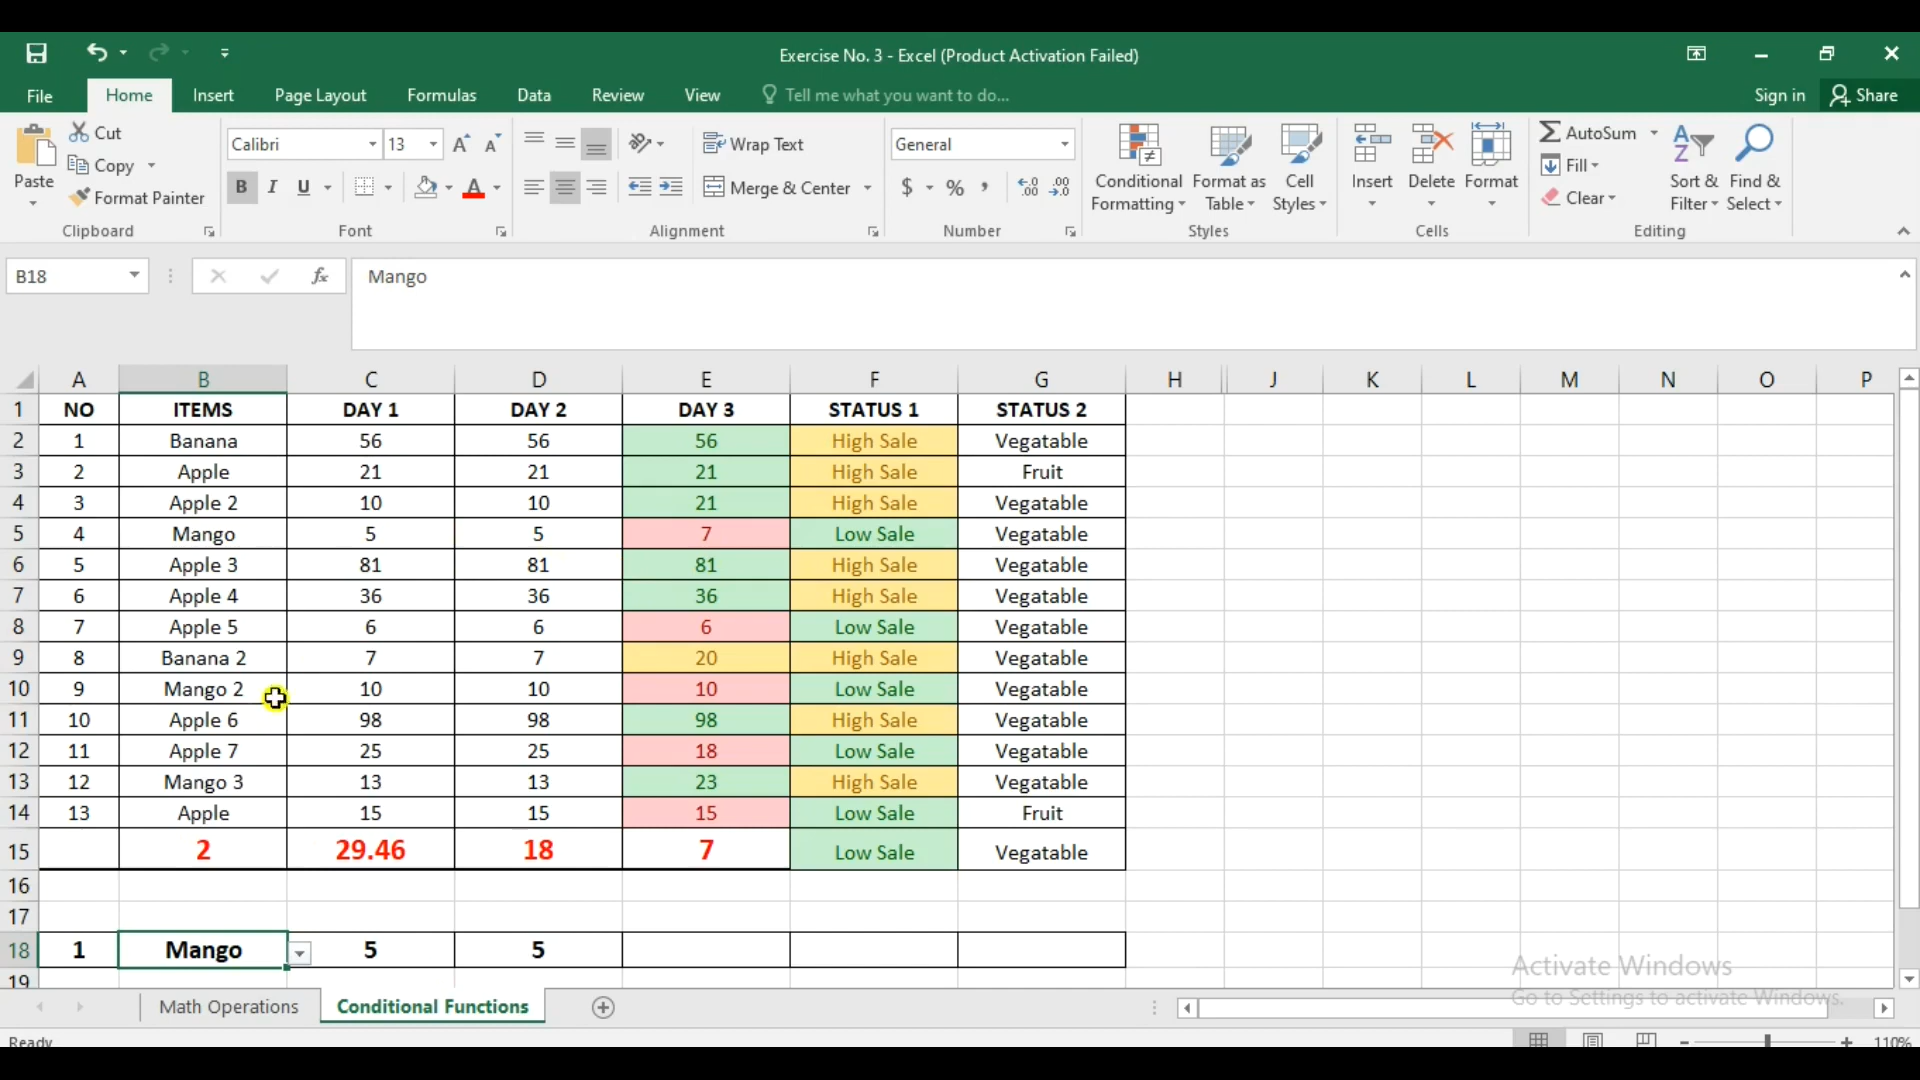 Exercise No. 3 - Excel (Product Activation Failed)
File Home Insert Page Layout Formulas Data Review View Tell me what you want to do... Sign in Share
Paste Cut Copy Format Painter Clipboard
Calibri 13 B I U A Font
Wrap Text Merge & Center Alignment
General $ % , Number
Conditional Formatting Format as Table Cell Styles Styles
Insert Delete Format Cells
AutoSum Fill Clear Sort & Filter Find & Select Editing
B18 fx Mango
A B C D E F G H J K L M N O P
1 NO ITEMS DAY 1 DAY 2 DAY 3 STATUS 1 STATUS 2
2 1 Banana 56 56 56 High Sale Vegatable
3 2 Apple 21 21 21 High Sale Fruit
4 3 Apple 2 10 10 21 High Sale Vegatable
5 4 Mango 5 5 7 Low Sale Vegatable
6 5 Apple 3 81 81 81 High Sale Vegatable
7 6 Apple 4 36 36 36 High Sale Vegatable
8 7 Apple 5 6 6 6 Low Sale Vegatable
9 8 Banana 2 7 7 20 High Sale Vegatable
10 9 Mango 2 10 10 10 Low Sale Vegatable
11 10 Apple 6 98 98 98 High Sale Vegatable
12 11 Apple 7 25 25 18 Low Sale Vegatable
13 12 Mango 3 13 13 23 High Sale Vegatable
14 13 Apple 15 15 15 Low Sale Fruit
15 2 29.46 18 7 Low Sale Vegatable
16
17
18 1 Mango 5 5
19
Activate Windows
Go to Settings to activate Windows.
Math Operations Conditional Functions
Ready 110%